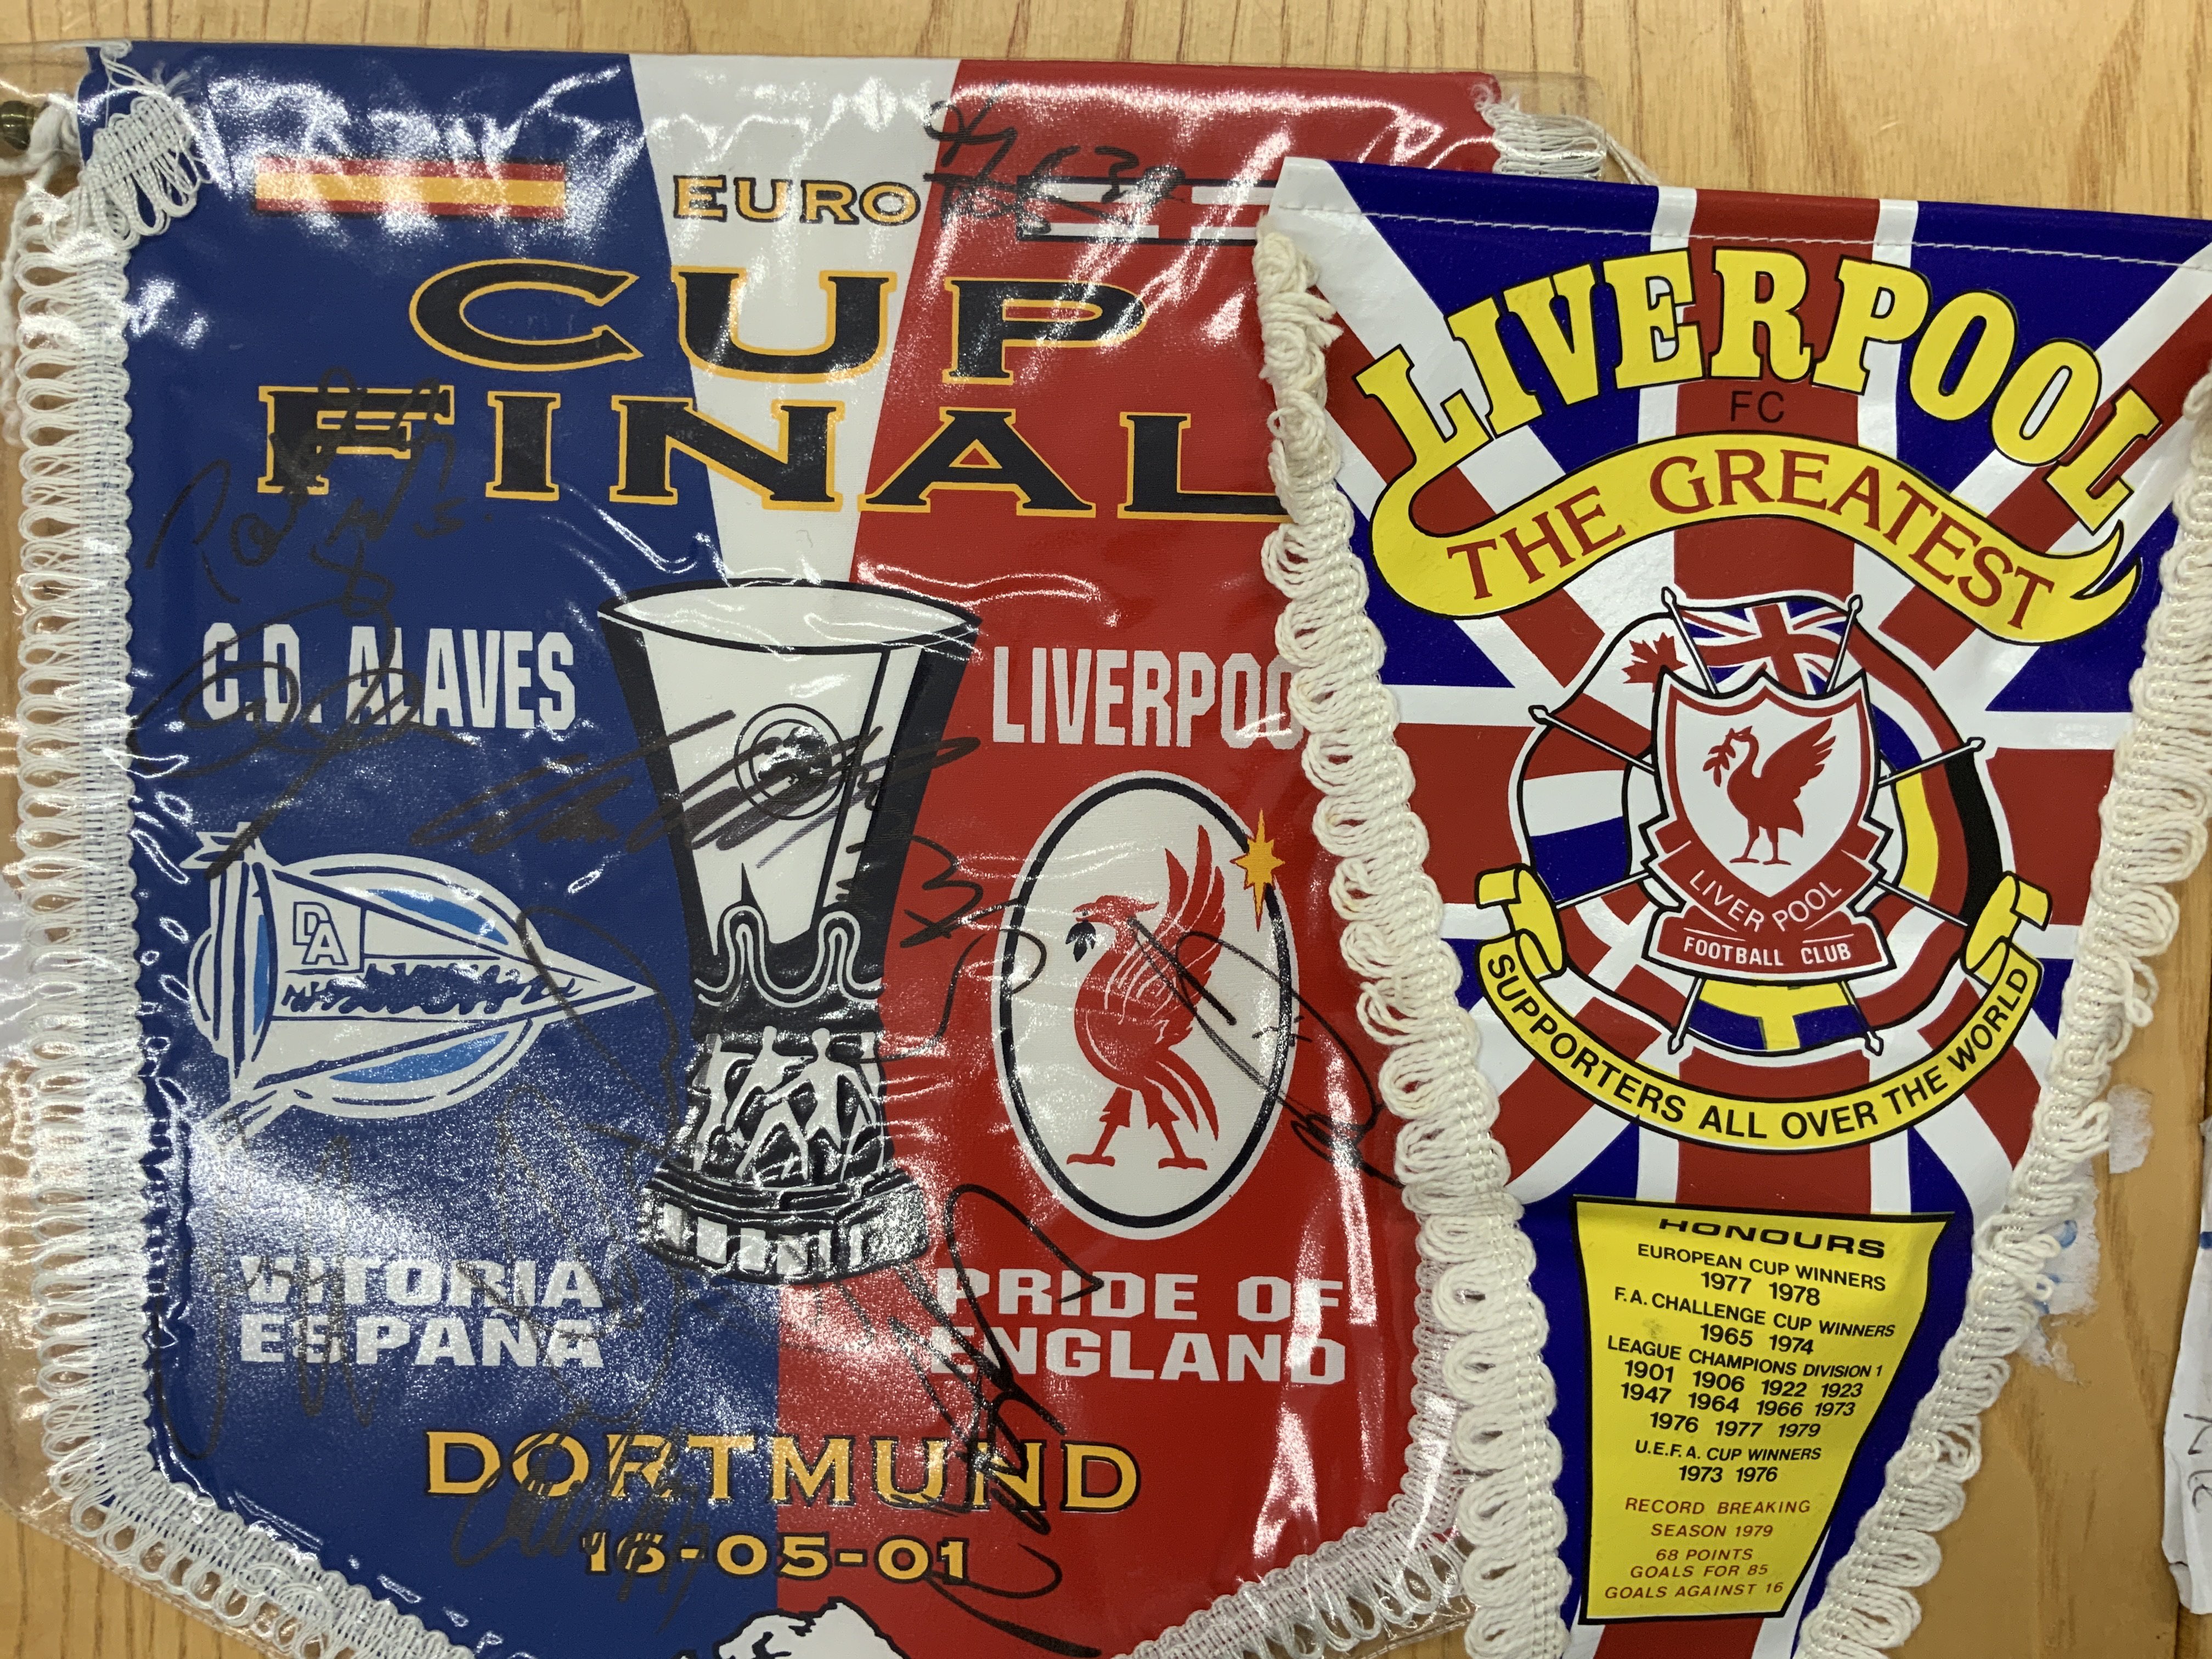 EURO
CUP
FINAL
C.D. ALAVES
LIVERPOO
DA
VITORIA
ESPANA
PRIDE OF
ENGLAND
DORTMUND
16-05-01
LIVERPOOL
FC
THE GREATEST
LIVERPOOL
FOOTBALL CLUB
SUPPORTERS ALL OVER THE WORLD
HONOURS
EUROPEAN CUP WINNERS
1977 1978
F.A. CHALLENGE CUP WINNERS
1965 1974
LEAGUE CHAMPIONS DIVISION 1
1901 1906 1922 1923
1947 1964 1966 1973
1976 1977 1979
U.E.F.A. CUP WINNERS
1973 1976
RECORD BREAKING
SEASON 1979
68 POINTS
GOALS FOR 85
GOALS AGAINST 16